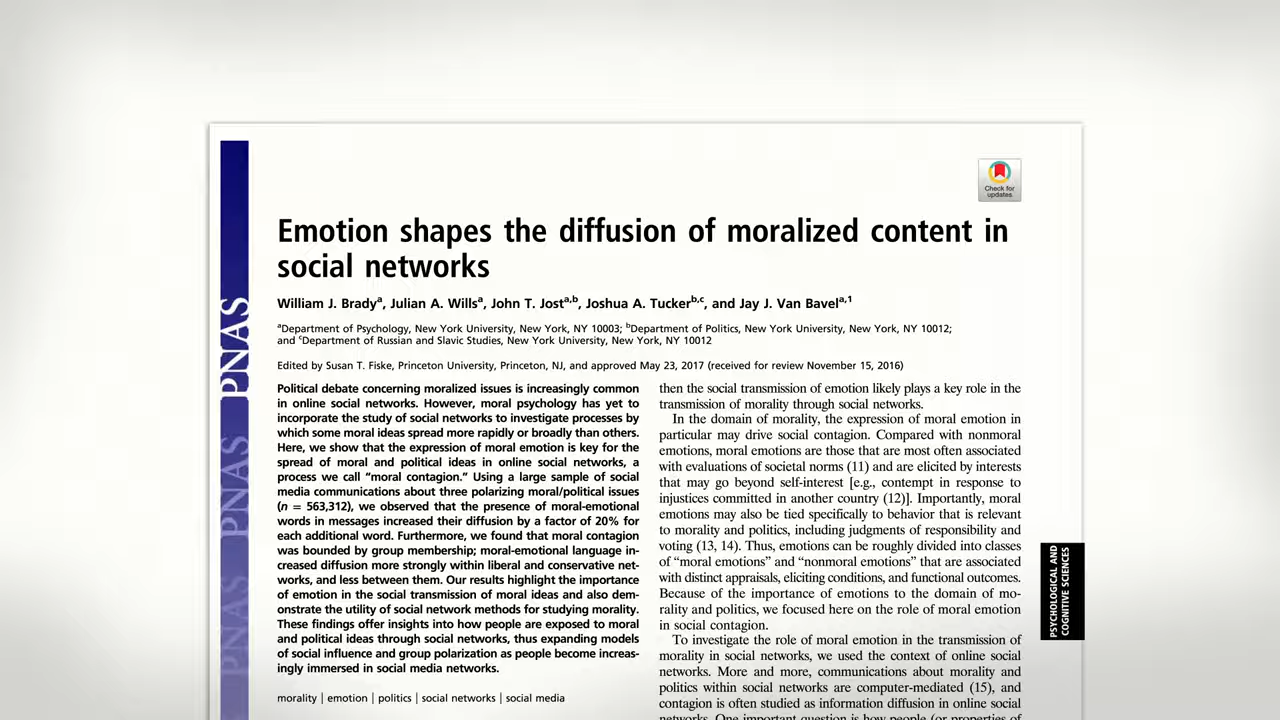 PNAS
PNAS
PNAS
Check for
updates
Emotion shapes the diffusion of moralized content in
social networks
William J. Bradyᵃ, Julian A. Willsᵃ, John T. Jostᵃ,ᵇ, Joshua A. Tuckerᵇ,ᶜ, and Jay J. Van Bavelᵃ,¹
ᵃDepartment of Psychology, New York University, New York, NY 10003; ᵇDepartment of Politics, New York University, New York, NY 10012;
and ᶜDepartment of Russian and Slavic Studies, New York University, New York, NY 10012
Edited by Susan T. Fiske, Princeton University, Princeton, NJ, and approved May 23, 2017 (received for review November 15, 2016)
Political debate concerning moralized issues is increasingly common
in online social networks. However, moral psychology has yet to
incorporate the study of social networks to investigate processes by
which some moral ideas spread more rapidly or broadly than others.
Here, we show that the expression of moral emotion is key for the
spread of moral and political ideas in online social networks, a
process we call “moral contagion.” Using a large sample of social
media communications about three polarizing moral/political issues
(n = 563,312), we observed that the presence of moral-emotional
words in messages increased their diffusion by a factor of 20% for
each additional word. Furthermore, we found that moral contagion
was bounded by group membership; moral-emotional language in-
creased diffusion more strongly within liberal and conservative net-
works, and less between them. Our results highlight the importance
of emotion in the social transmission of moral ideas and also dem-
onstrate the utility of social network methods for studying morality.
These findings offer insights into how people are exposed to moral
and political ideas through social networks, thus expanding models
of social influence and group polarization as people become increas-
ingly immersed in social media networks.
morality | emotion | politics | social networks | social media
then the social transmission of emotion likely plays a key role in the
transmission of morality through social networks.
In the domain of morality, the expression of moral emotion in
particular may drive social contagion. Compared with nonmoral
emotions, moral emotions are those that are most often associated
with evaluations of societal norms (11) and are elicited by interests
that may go beyond self-interest [e.g., contempt in response to
injustices committed in another country (12)]. Importantly, moral
emotions may also be tied specifically to behavior that is relevant
to morality and politics, including judgments of responsibility and
voting (13, 14). Thus, emotions can be roughly divided into classes
of “moral emotions” and “nonmoral emotions” that are associated
with distinct appraisals, eliciting conditions, and functional outcomes.
Because of the importance of emotions to the domain of mo-
rality and politics, we focused here on the role of moral emotion
in social contagion.
To investigate the role of moral emotion in the transmission of
morality in social networks, we used the context of online social
networks. More and more, communications about morality and
politics within social networks are computer-mediated (15), and
contagion is often studied as information diffusion in online social
networks. One important question is how people (or properties of
PSYCHOLOGICAL AND
COGNITIVE SCIENCES